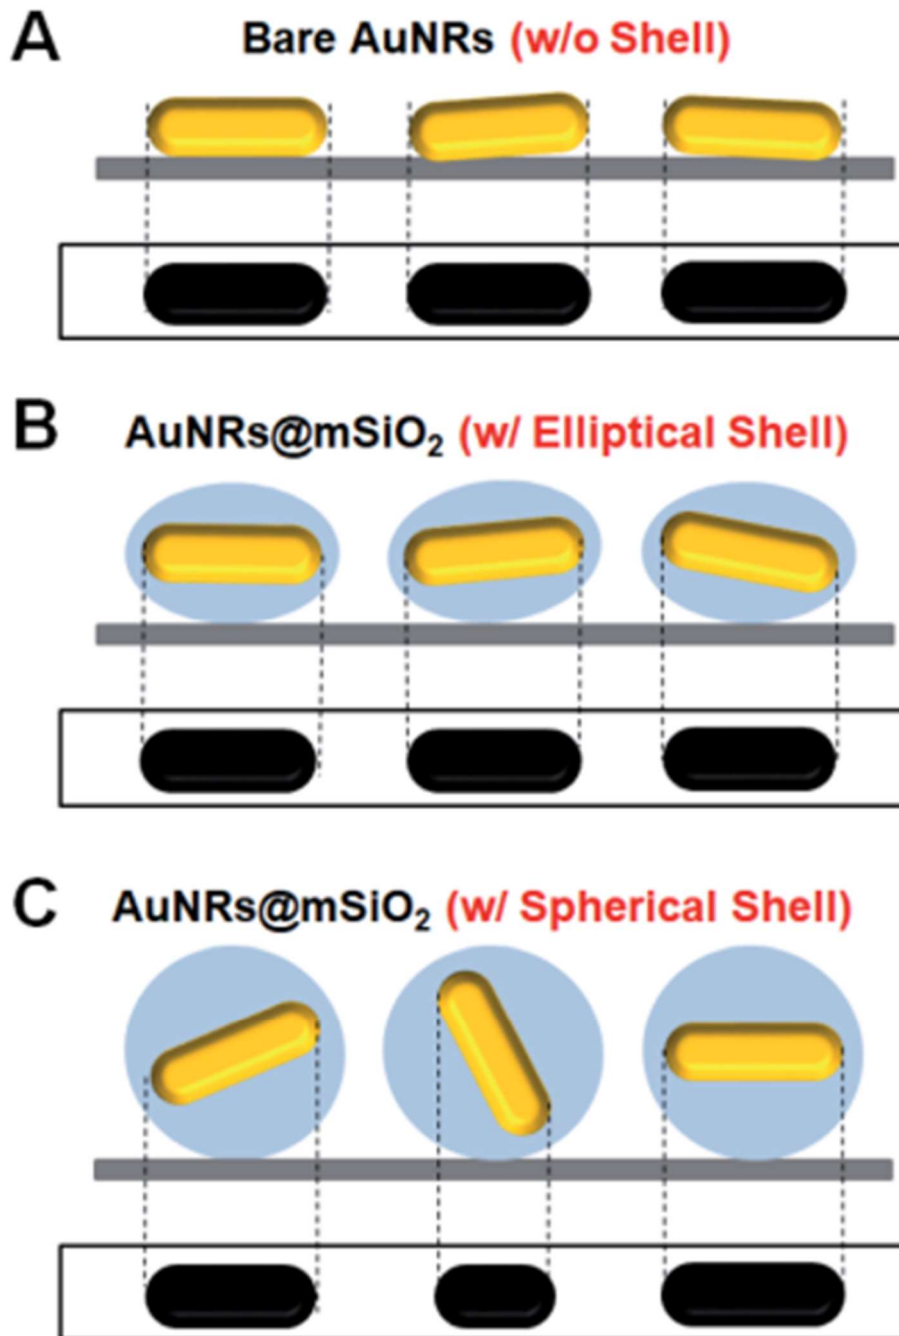 A
Bare AuNRs (w/o Shell)
B
AuNRs@mSiO₂ (w/ Elliptical Shell)
C
AuNRs@mSiO₂ (w/ Spherical Shell)